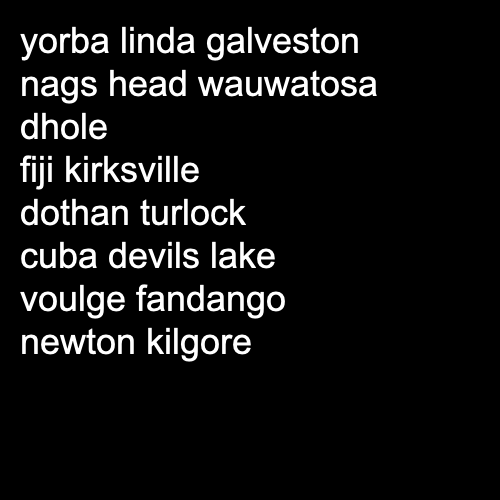 yorba linda galveston
nags head wauwatosa
dhole
fiji kirksville
dothan turlock
cuba devils lake
voulge fandango
newton kilgore